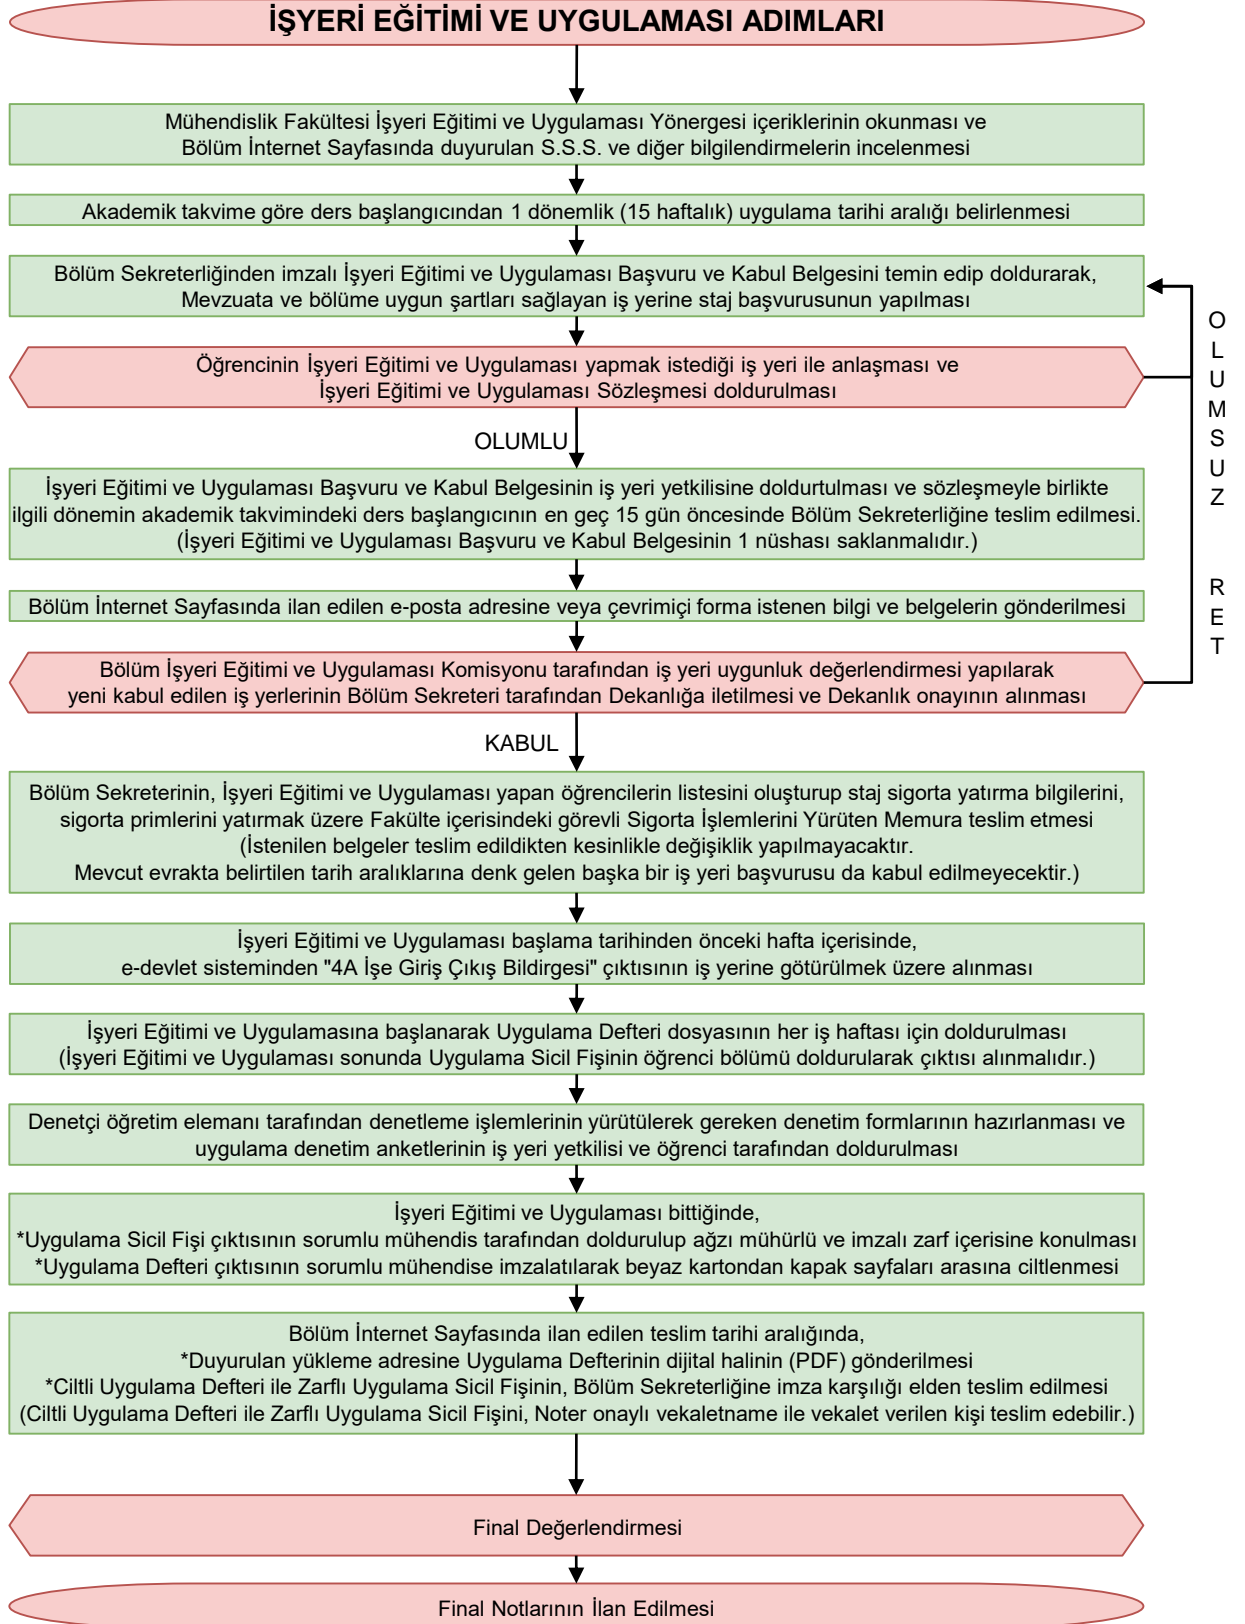 İŞYERİ EĞİTİMİ VE UYGULAMASI ADIMLARI
Mühendislik Fakültesi İşyeri Eğitimi ve Uygulaması Yönergesi içeriklerinin okunması ve
Bölüm İnternet Sayfasında duyurulan S.S.S. ve diğer bilgilendirmelerin incelenmesi
Akademik takvime göre ders başlangıcından 1 dönemlik (15 haftalık) uygulama tarihi aralığı belirlenmesi
Bölüm Sekreterliğinden imzalı İşyeri Eğitimi ve Uygulaması Başvuru ve Kabul Belgesini temin edip doldurarak,
Mevzuata ve bölüme uygun şartları sağlayan iş yerine staj başvurusunun yapılması
Öğrencinin İşyeri Eğitimi ve Uygulaması yapmak istediği iş yeri ile anlaşması ve
İşyeri Eğitimi ve Uygulaması Sözleşmesi doldurulması
OLUMSUZ
RET
OLUMLU
İşyeri Eğitimi ve Uygulaması Başvuru ve Kabul Belgesinin iş yeri yetkilisine doldurtulması ve sözleşmeyle birlikte
ilgili dönemin akademik takvimindeki ders başlangıcının en geç 15 gün öncesinde Bölüm Sekreterliğine teslim edilmesi.
(İşyeri Eğitimi ve Uygulaması Başvuru ve Kabul Belgesinin 1 nüshası saklanmalıdır.)
Bölüm İnternet Sayfasında ilan edilen e-posta adresine veya çevrimiçi forma istenen bilgi ve belgelerin gönderilmesi
Bölüm İşyeri Eğitimi ve Uygulaması Komisyonu tarafından iş yeri uygunluk değerlendirmesi yapılarak
yeni kabul edilen iş yerlerinin Bölüm Sekreteri tarafından Dekanlığa iletilmesi ve Dekanlık onayının alınması
KABUL
Bölüm Sekreterinin, İşyeri Eğitimi ve Uygulaması yapan öğrencilerin listesini oluşturup staj sigorta yatırma bilgilerini,
sigorta primlerini yatırmak üzere Fakülte içerisindeki görevli Sigorta İşlemlerini Yürüten Memura teslim etmesi
(İstenilen belgeler teslim edildikten kesinlikle değişiklik yapılmayacaktır.
Mevcut evrakta belirtilen tarih aralıklarına denk gelen başka bir iş yeri başvurusu da kabul edilmeyecektir.)
İşyeri Eğitimi ve Uygulaması başlama tarihinden önceki hafta içerisinde,
e-devlet sisteminden "4A İşe Giriş Çıkış Bildirgesi" çıktısının iş yerine götürülmek üzere alınması
İşyeri Eğitimi ve Uygulamasına başlanarak Uygulama Defteri dosyasının her iş haftası için doldurulması
(İşyeri Eğitimi ve Uygulaması sonunda Uygulama Sicil Fişinin öğrenci bölümü doldurularak çıktısı alınmalıdır.)
Denetçi öğretim elemanı tarafından denetleme işlemlerinin yürütülerek gereken denetim formlarının hazırlanması ve
uygulama denetim anketlerinin iş yeri yetkilisi ve öğrenci tarafından doldurulması
İşyeri Eğitimi ve Uygulaması bittiğinde,
*Uygulama Sicil Fişi çıktısının sorumlu mühendis tarafından doldurulup ağzı mühürlü ve imzalı zarf içerisine konulması
*Uygulama Defteri çıktısının sorumlu mühendise imzalatılarak beyaz kartondan kapak sayfaları arasına ciltlenmesi
Bölüm İnternet Sayfasında ilan edilen teslim tarihi aralığında,
*Duyurulan yükleme adresine Uygulama Defterinin dijital halinin (PDF) gönderilmesi
*Ciltli Uygulama Defteri ile Zarflı Uygulama Sicil Fişinin, Bölüm Sekreterliğine imza karşılığı elden teslim edilmesi
(Ciltli Uygulama Defteri ile Zarflı Uygulama Sicil Fişini, Noter onaylı vekaletname ile vekalet verilen kişi teslim edebilir.)
Final Değerlendirmesi
Final Notlarının İlan Edilmesi